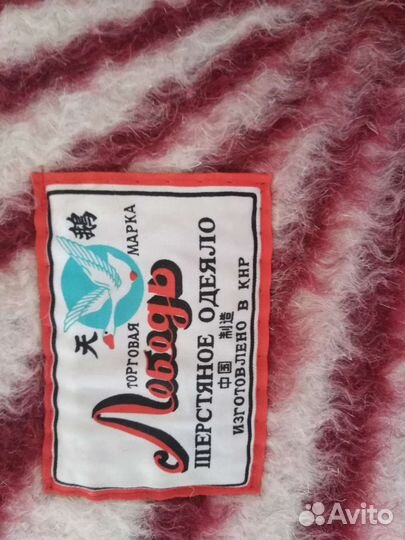 天 鹅
ТОРГОВАЯ МАРКА
Лебедь
ШЕРСТЯНОЕ ОДЕЯЛО
中国 制造
ИЗГОТОВЛЕНО В КНР
Avito